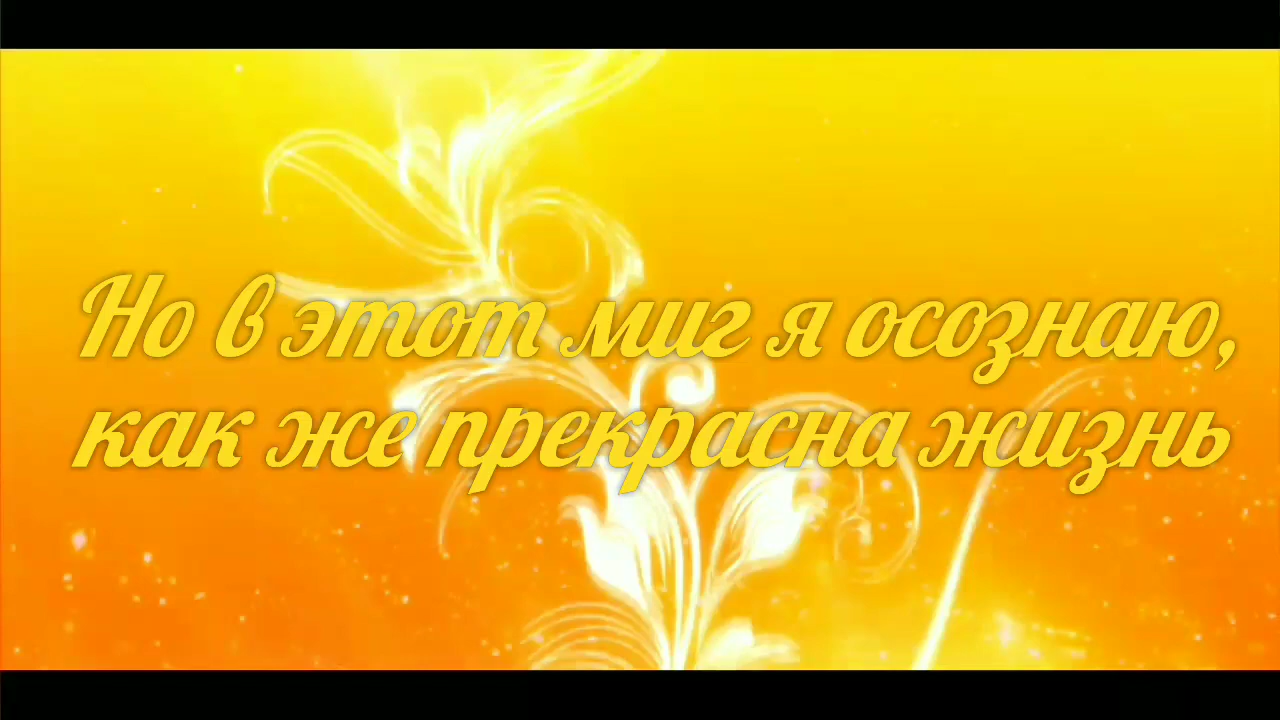 Но в этот миг я осознаю,
как же прекрасна жизнь